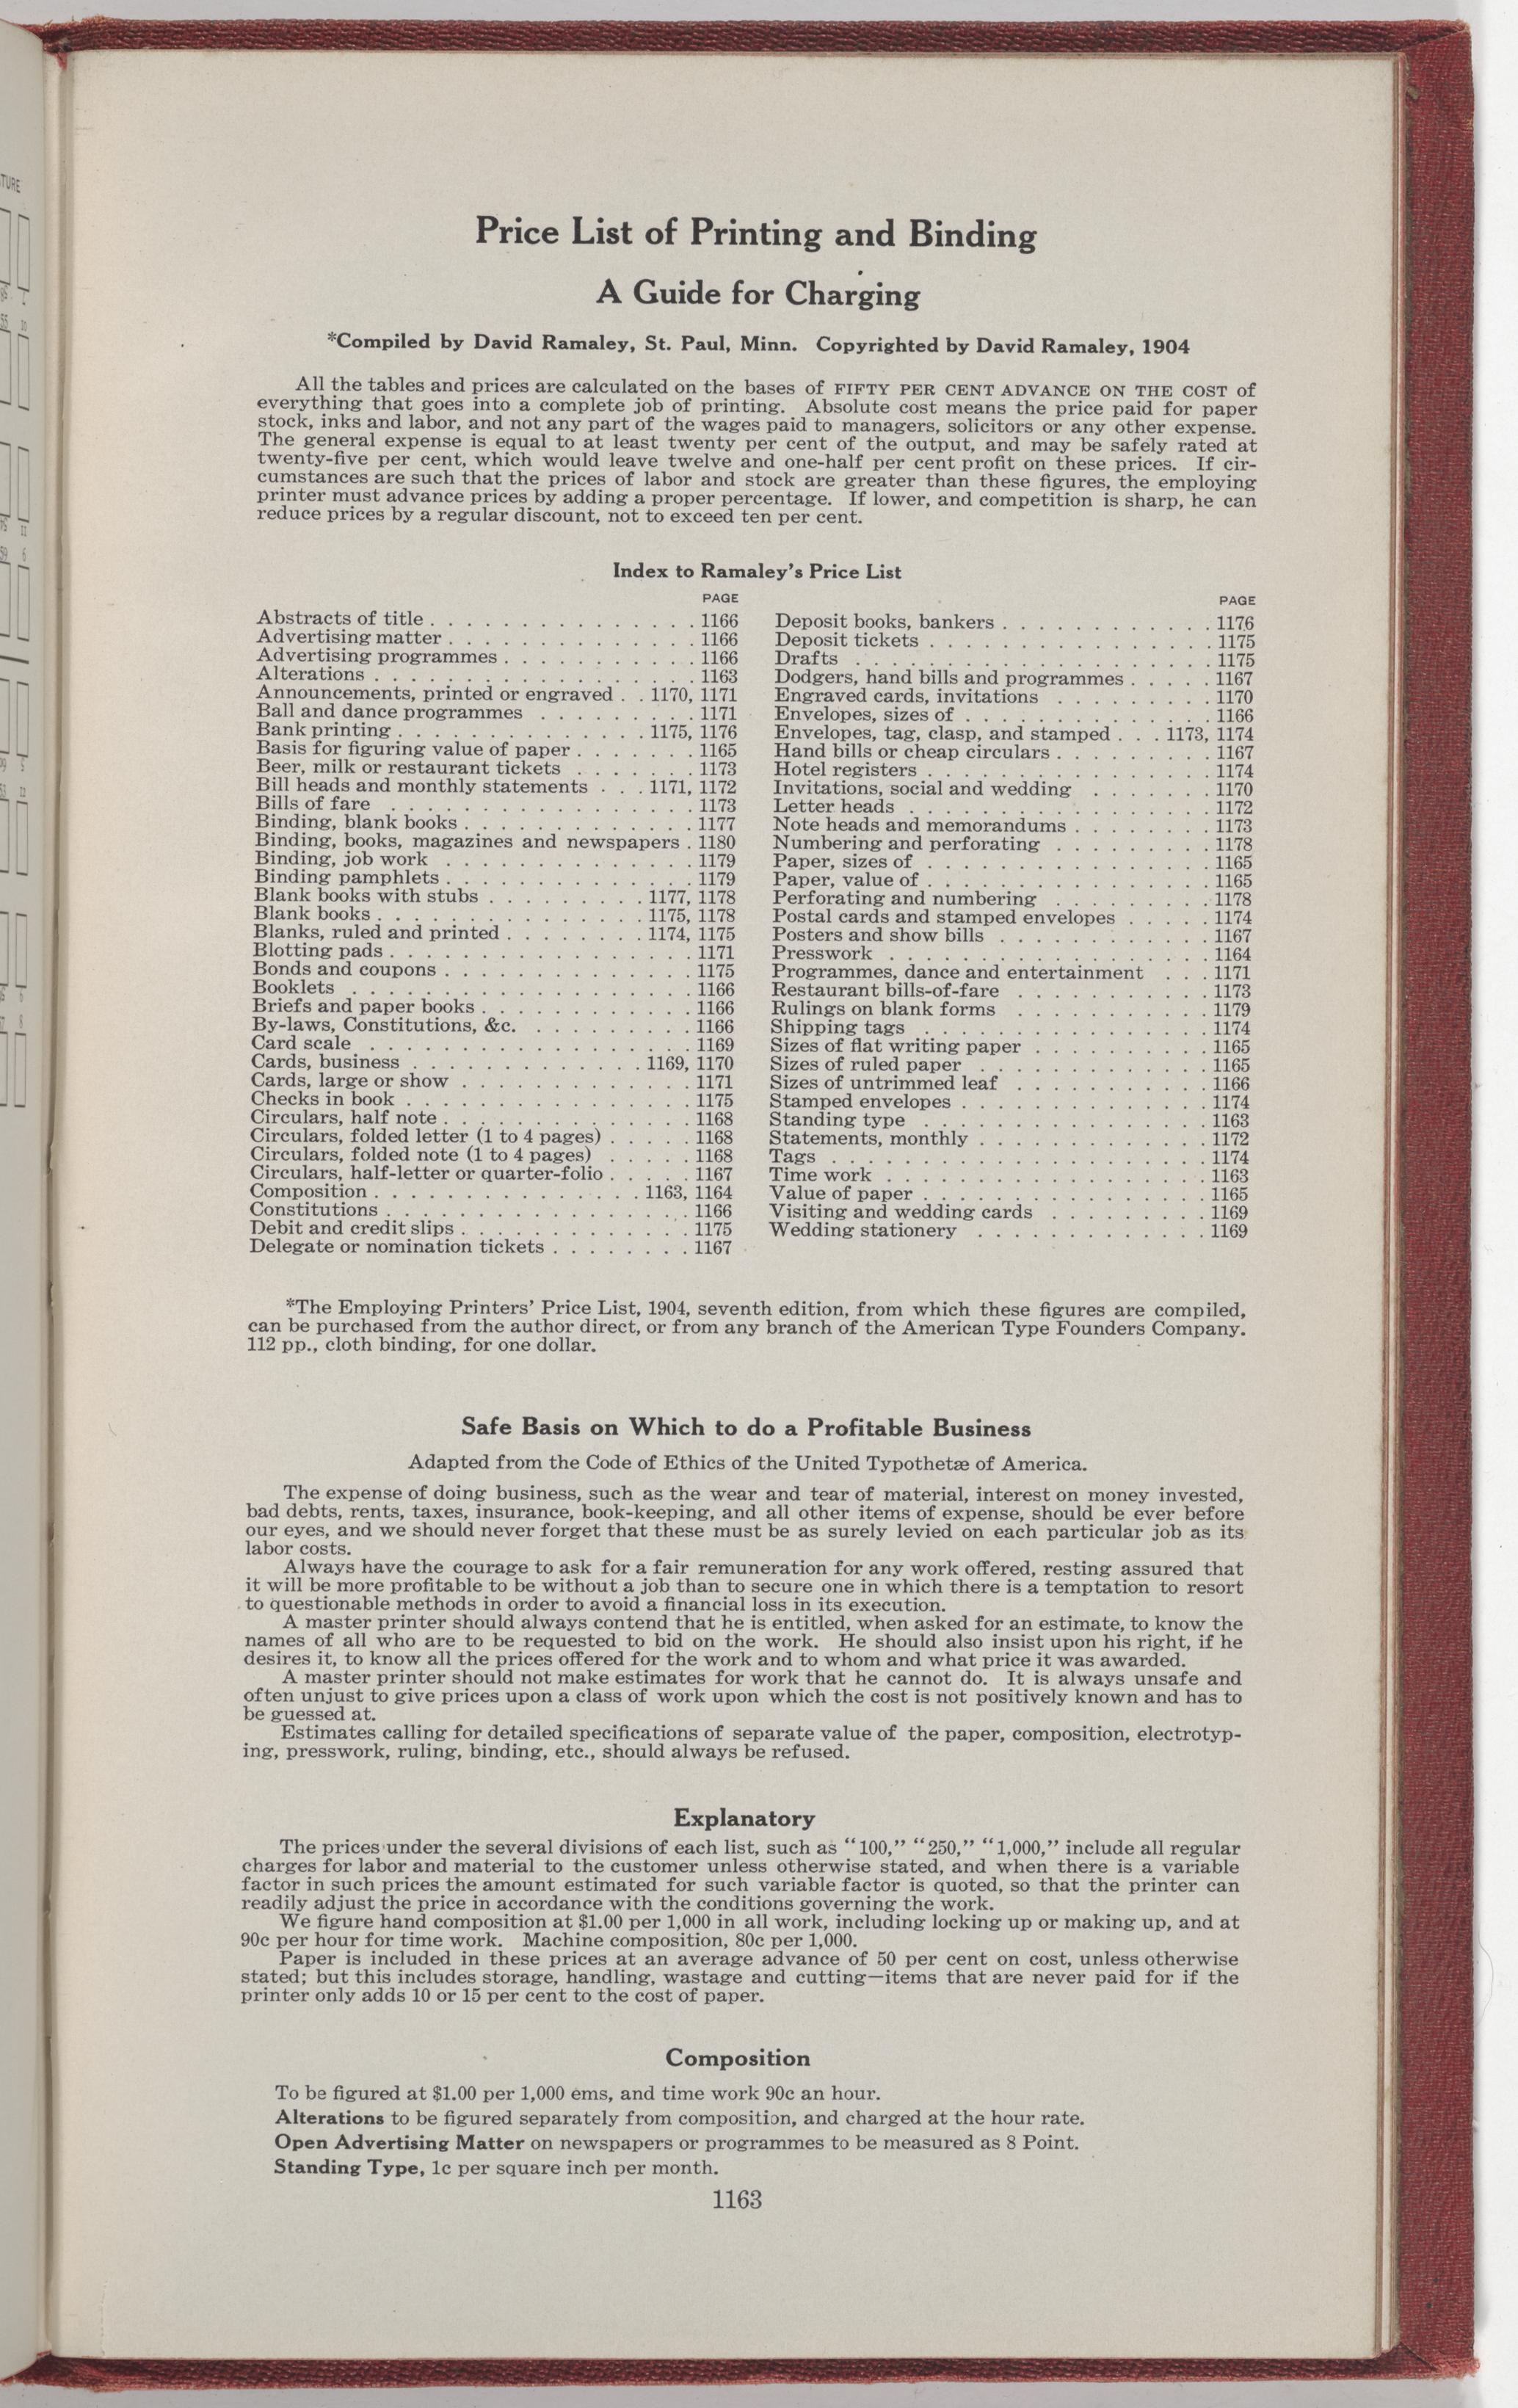 TURE
Price List of Printing and Binding
A Guide for Charging
*Compiled by David Ramaley, St. Paul, Minn. Copyrighted by David Ramaley, 1904
All the tables and prices are calculated on the bases of FIFTY PER CENT ADVANCE ON THE COST of
everything that goes into a complete job of printing. Absolute cost means the price paid for paper
stock, inks and labor, and not any part of the wages paid to managers, solicitors or any other expense.
The general expense is equal to at least twenty per cent of the output, and may be safely rated at
twenty-five per cent, which would leave twelve and one-half per cent profit on these prices. If cir-
cumstances are such that the prices of labor and stock are greater than these figures, the employing
printer must advance prices by adding a proper percentage. If lower, and competition is sharp, he can
reduce prices by a regular discount, not to exceed ten per cent.
Index to Ramaley's Price List
PAGE
Abstracts of title . . . . . . . . . . . . . . . 1166
Advertising matter . . . . . . . . . . . . . . 1166
Advertising programmes . . . . . . . . . . . 1166
Alterations . . . . . . . . . . . . . . . . . . 1163
Announcements, printed or engraved . . 1170, 1171
Ball and dance programmes . . . . . . . . . 1171
Bank printing . . . . . . . . . . . . . . 1175, 1176
Basis for figuring value of paper . . . . . . . 1165
Beer, milk or restaurant tickets . . . . . . . 1173
Bill heads and monthly statements . . . 1171, 1172
Bills of fare . . . . . . . . . . . . . . . . . 1173
Binding, blank books . . . . . . . . . . . . . 1177
Binding, books, magazines and newspapers . 1180
Binding, job work . . . . . . . . . . . . . . 1179
Binding pamphlets . . . . . . . . . . . . . . 1179
Blank books with stubs . . . . . . . . . 1177, 1178
Blank books . . . . . . . . . . . . . . . 1175, 1178
Blanks, ruled and printed . . . . . . . . 1174, 1175
Blotting pads . . . . . . . . . . . . . . . . . 1171
Bonds and coupons . . . . . . . . . . . . . . 1175
Booklets . . . . . . . . . . . . . . . . . . . 1166
Briefs and paper books . . . . . . . . . . . . 1166
By-laws, Constitutions, &c. . . . . . . . . . 1166
Card scale . . . . . . . . . . . . . . . . . . 1169
Cards, business . . . . . . . . . . . . . 1169, 1170
Cards, large or show . . . . . . . . . . . . . 1171
Checks in book . . . . . . . . . . . . . . . . 1175
Circulars, half note . . . . . . . . . . . . . . 1168
Circulars, folded letter (1 to 4 pages) . . . . . 1168
Circulars, folded note (1 to 4 pages) . . . . . 1168
Circulars, half-letter or quarter-folio . . . . . 1167
Composition . . . . . . . . . . . . . . . 1163, 1164
Constitutions . . . . . . . . . . . . . . . . . 1166
Debit and credit slips . . . . . . . . . . . . . 1175
Delegate or nomination tickets . . . . . . . . 1167
PAGE
Deposit books, bankers . . . . . . . . . . . . 1176
Deposit tickets . . . . . . . . . . . . . . . . 1175
Drafts . . . . . . . . . . . . . . . . . . . . 1175
Dodgers, hand bills and programmes . . . . . 1167
Engraved cards, invitations . . . . . . . . . 1170
Envelopes, sizes of . . . . . . . . . . . . . . 1166
Envelopes, tag, clasp, and stamped . . . 1173, 1174
Hand bills or cheap circulars . . . . . . . . . 1167
Hotel registers . . . . . . . . . . . . . . . . 1174
Invitations, social and wedding . . . . . . . 1170
Letter heads . . . . . . . . . . . . . . . . . 1172
Note heads and memorandums . . . . . . . . 1173
Numbering and perforating . . . . . . . . . 1178
Paper, sizes of . . . . . . . . . . . . . . . . 1165
Paper, value of . . . . . . . . . . . . . . . . 1165
Perforating and numbering . . . . . . . . . 1178
Postal cards and stamped envelopes . . . . . 1174
Posters and show bills . . . . . . . . . . . . 1167
Presswork . . . . . . . . . . . . . . . . . . 1164
Programmes, dance and entertainment . . . 1171
Restaurant bills-of-fare . . . . . . . . . . . 1173
Rulings on blank forms . . . . . . . . . . . 1179
Shipping tags . . . . . . . . . . . . . . . . 1174
Sizes of flat writing paper . . . . . . . . . . 1165
Sizes of ruled paper . . . . . . . . . . . . . 1165
Sizes of untrimmed leaf . . . . . . . . . . . 1166
Stamped envelopes . . . . . . . . . . . . . . 1174
Standing type . . . . . . . . . . . . . . . . 1163
Statements, monthly . . . . . . . . . . . . . 1172
Tags . . . . . . . . . . . . . . . . . . . . . 1174
Time work . . . . . . . . . . . . . . . . . . 1163
Value of paper . . . . . . . . . . . . . . . . 1165
Visiting and wedding cards . . . . . . . . . 1169
Wedding stationery . . . . . . . . . . . . . 1169
*The Employing Printers' Price List, 1904, seventh edition, from which these figures are compiled,
can be purchased from the author direct, or from any branch of the American Type Founders Company.
112 pp., cloth binding, for one dollar.
Safe Basis on Which to do a Profitable Business
Adapted from the Code of Ethics of the United Typothetæ of America.
The expense of doing business, such as the wear and tear of material, interest on money invested,
bad debts, rents, taxes, insurance, book-keeping, and all other items of expense, should be ever before
our eyes, and we should never forget that these must be as surely levied on each particular job as its
labor costs.
Always have the courage to ask for a fair remuneration for any work offered, resting assured that
it will be more profitable to be without a job than to secure one in which there is a temptation to resort
to questionable methods in order to avoid a financial loss in its execution.
A master printer should always contend that he is entitled, when asked for an estimate, to know the
names of all who are to be requested to bid on the work. He should also insist upon his right, if he
desires it, to know all the prices offered for the work and to whom and what price it was awarded.
A master printer should not make estimates for work that he cannot do. It is always unsafe and
often unjust to give prices upon a class of work upon which the cost is not positively known and has to
be guessed at.
Estimates calling for detailed specifications of separate value of the paper, composition, electrotyp-
ing, presswork, ruling, binding, etc., should always be refused.
Explanatory
The prices under the several divisions of each list, such as "100," "250," "1,000," include all regular
charges for labor and material to the customer unless otherwise stated, and when there is a variable
factor in such prices the amount estimated for such variable factor is quoted, so that the printer can
readily adjust the price in accordance with the conditions governing the work.
We figure hand composition at $1.00 per 1,000 in all work, including locking up or making up, and at
90c per hour for time work. Machine composition, 80c per 1,000.
Paper is included in these prices at an average advance of 50 per cent on cost, unless otherwise
stated; but this includes storage, handling, wastage and cutting—items that are never paid for if the
printer only adds 10 or 15 per cent to the cost of paper.
Composition
To be figured at $1.00 per 1,000 ems, and time work 90c an hour.
Alterations to be figured separately from composition, and charged at the hour rate.
Open Advertising Matter on newspapers or programmes to be measured as 8 Point.
Standing Type, 1c per square inch per month.
1163